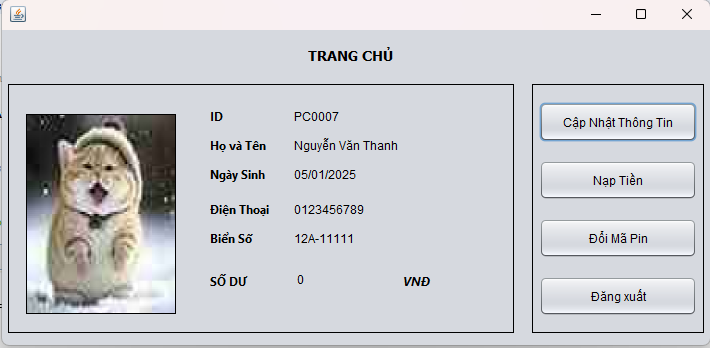 TRANG CHỦ
ID PC0007
Họ và Tên Nguyễn Văn Thanh
Ngày Sinh 05/01/2025
Điện Thoại 0123456789
Biển Số 12A-11111
SỐ DƯ 0 VNĐ
Cập Nhật Thông Tin
Nạp Tiền
Đổi Mã Pin
Đăng xuất